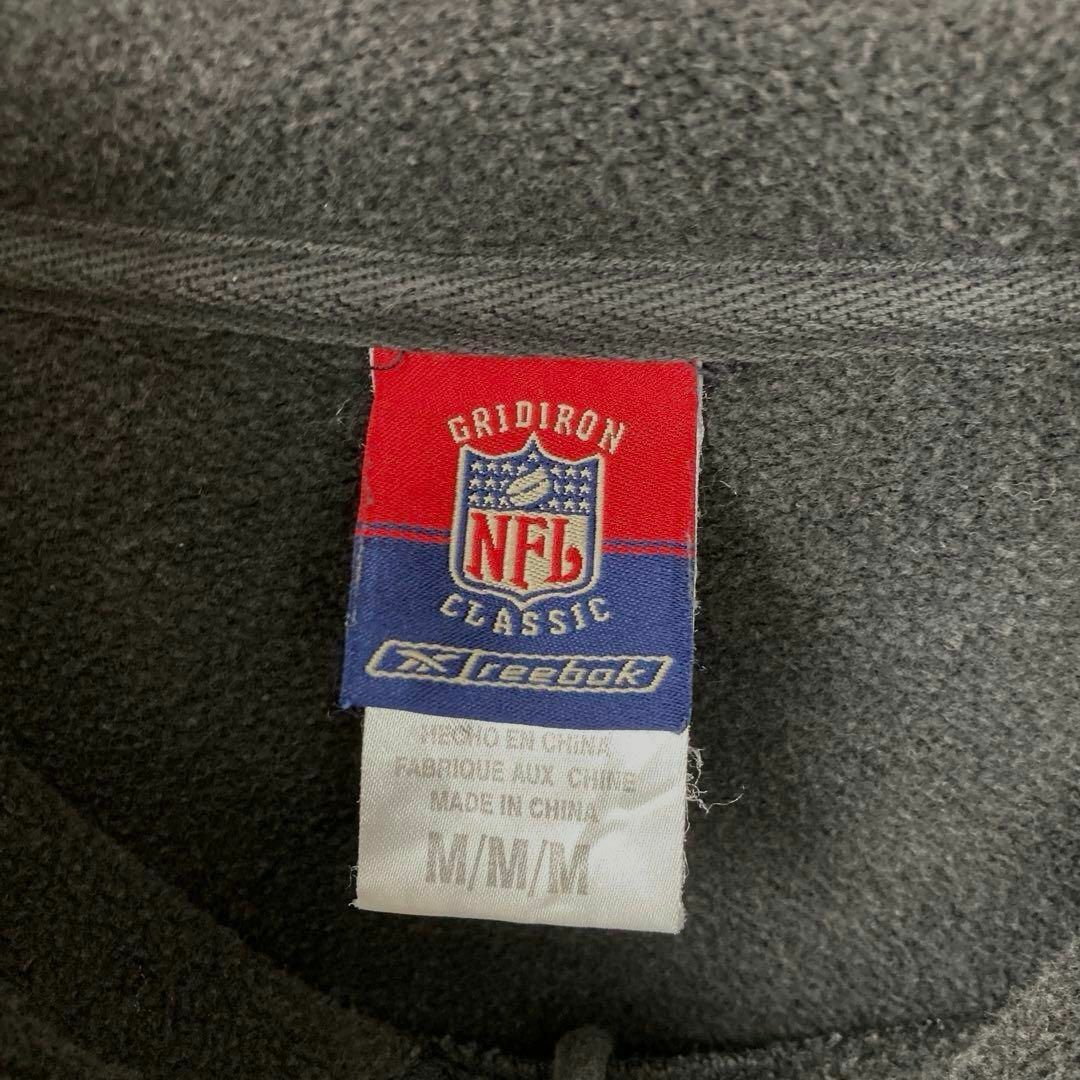 GRIDIRON
NFL
CLASSIC
reebok
HECHO EN CHINA
FABRIQUE AUX CHINE
MADE IN CHINA
M/M/M